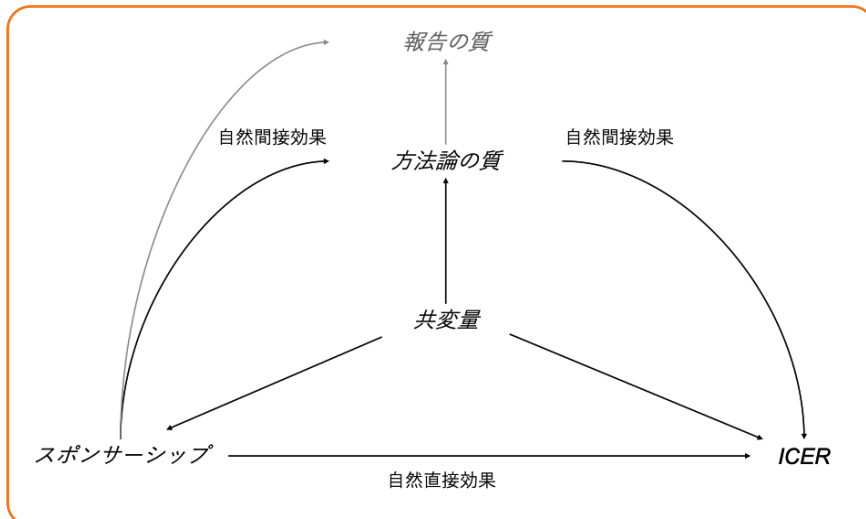 報告の質
自然間接効果
自然間接効果
方法論の質
共変量
スポンサーシップ
ICER
自然直接効果